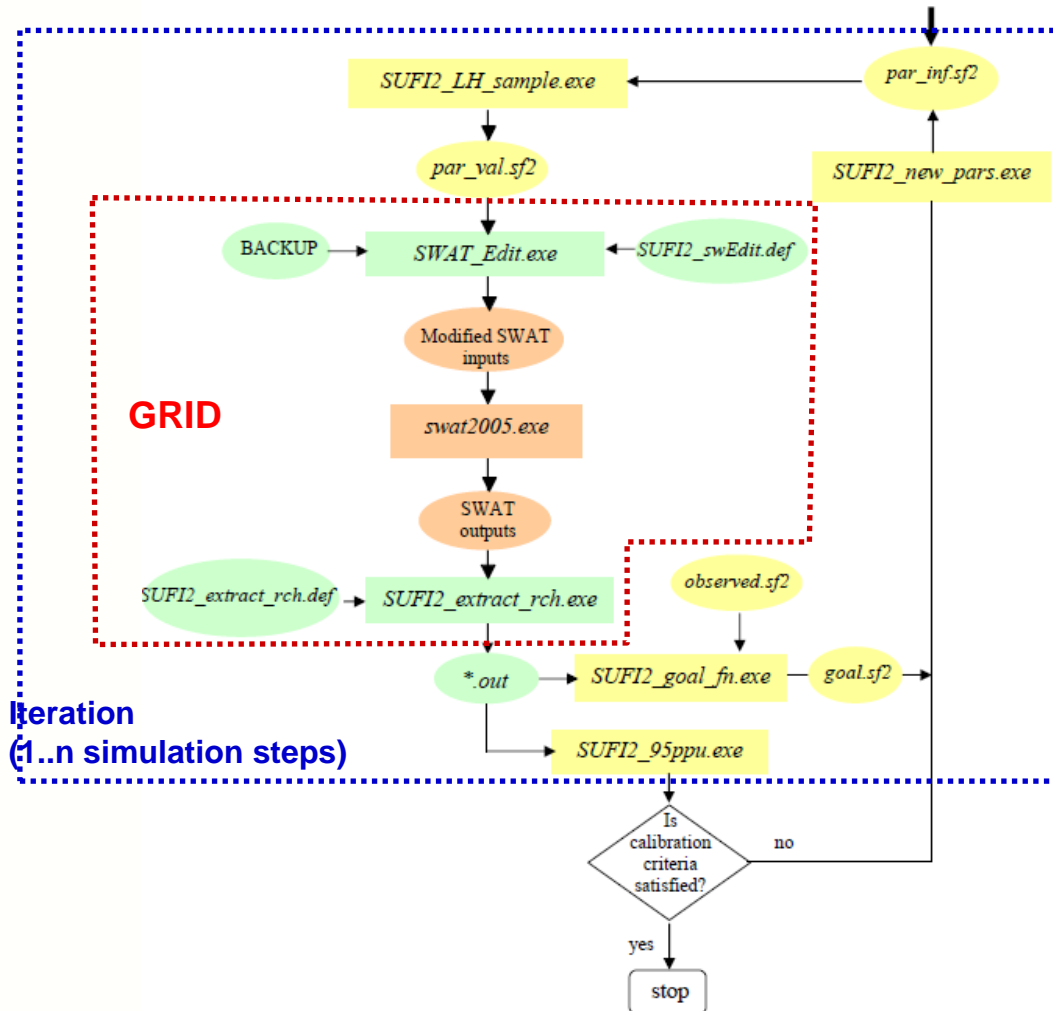 par_inf.sf2
SUFI2_LH_sample.exe
par_val.sf2
SUFI2_new_pars.exe
BACKUP
SWAT_Edit.exe
SUFI2_swEdit.def
Modified SWAT
inputs
GRID
swat2005.exe
SWAT
outputs
SUFI2_extract_rch.def
SUFI2_extract_rch.exe
observed.sf2
*.out
SUFI2_goal_fn.exe
goal.sf2
Iteration
(1..n simulation steps)
SUFI2_95ppu.exe
Is
calibration
criteria
satisfied?
no
yes
stop